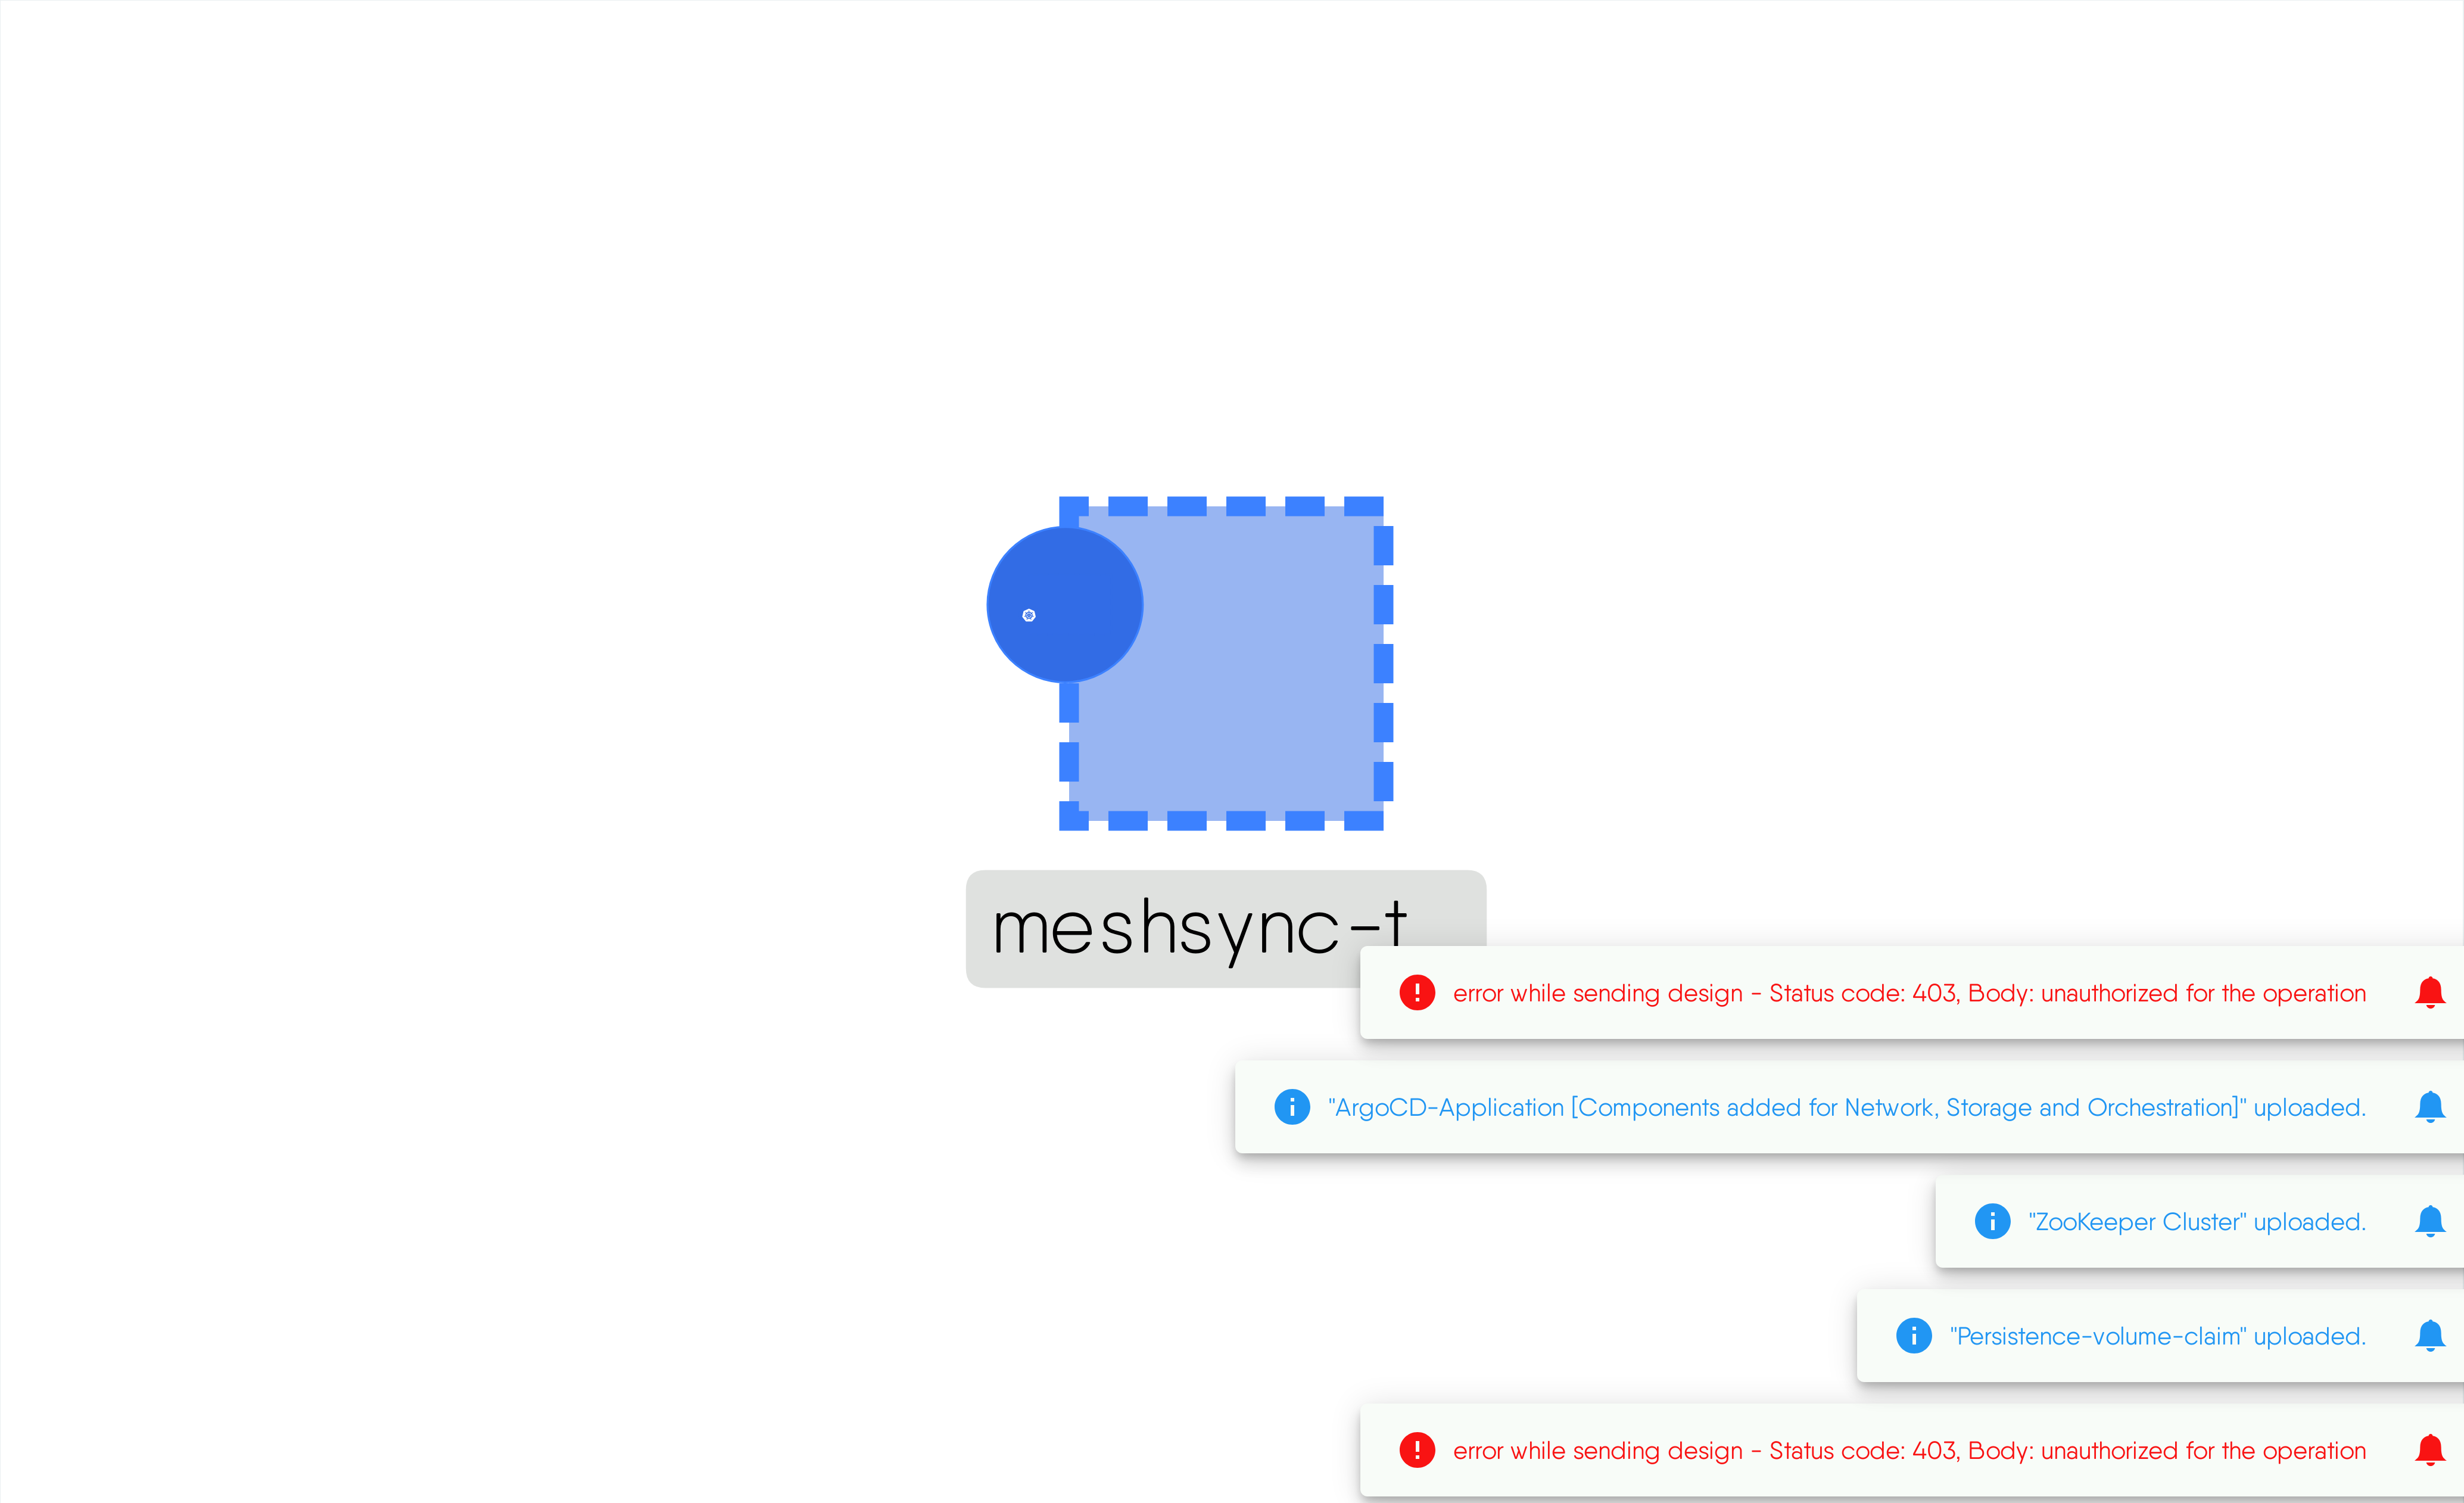 meshsync-t
error while sending design - Status code: 403, Body: unauthorized for the operation
"ArgoCD-Application [Components added for Network, Storage and Orchestration]" uploaded.
"ZooKeeper Cluster" uploaded.
"Persistence-volume-claim" uploaded.
error while sending design - Status code: 403, Body: unauthorized for the operation